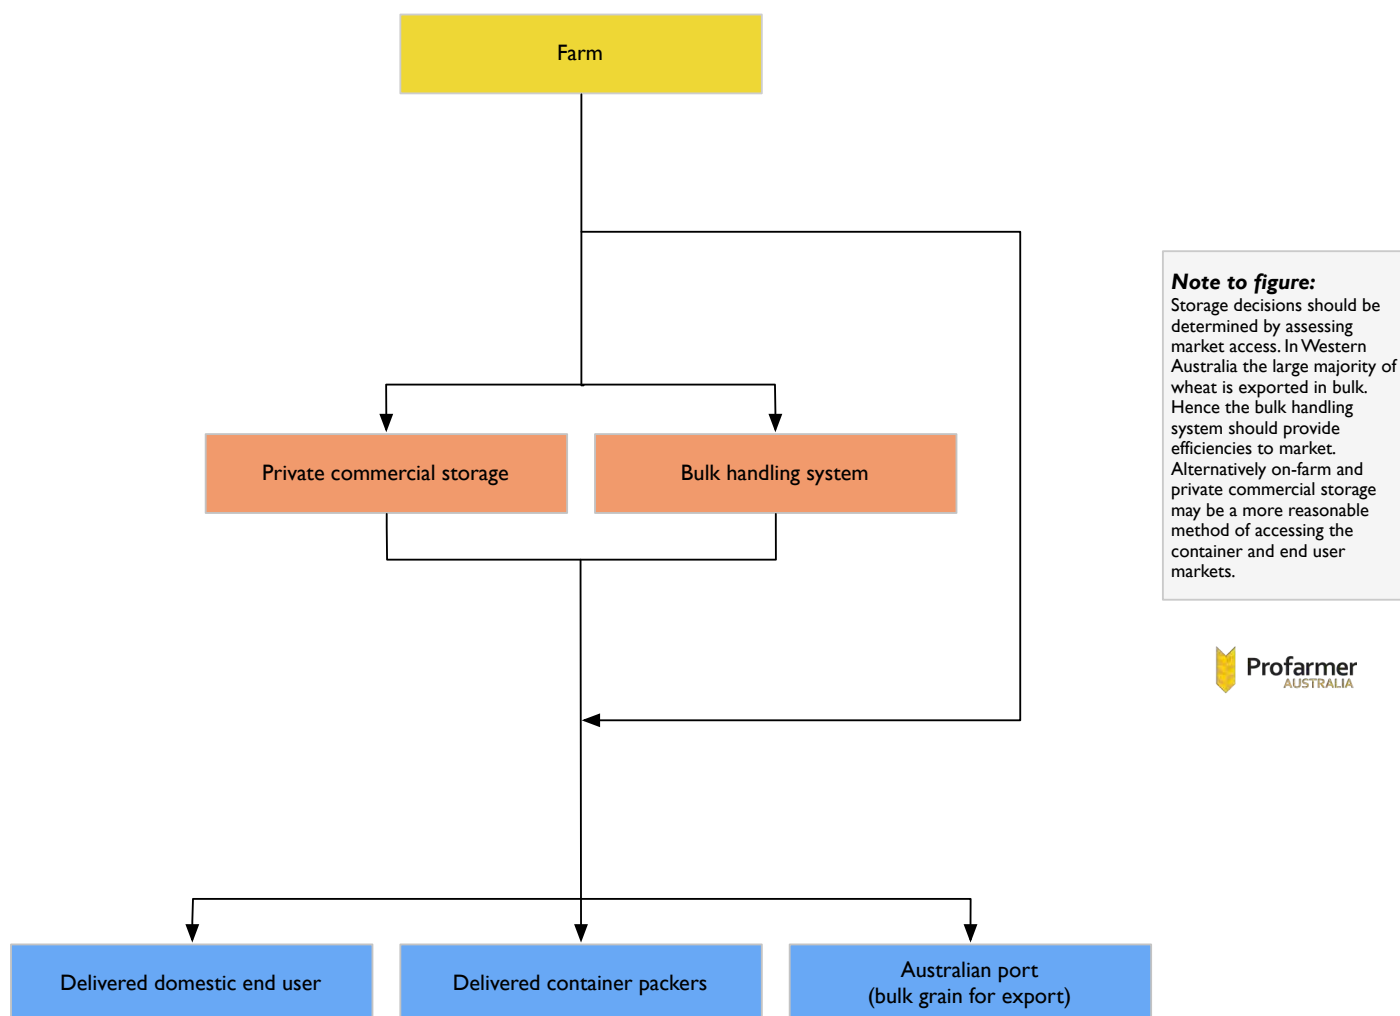 Farm
Note to figure:
Storage decisions should be
determined by assessing
market access. In Western
Australia the large majority of
wheat is exported in bulk.
Hence the bulk handling
system should provide
efficiencies to market.
Alternatively on-farm and
private commercial storage
may be a more reasonable
method of accessing the
container and end user
markets.
Private commercial storage
Bulk handling system
Profarmer
AUSTRALIA
Delivered domestic end user
Delivered container packers
Australian port
(bulk grain for export)